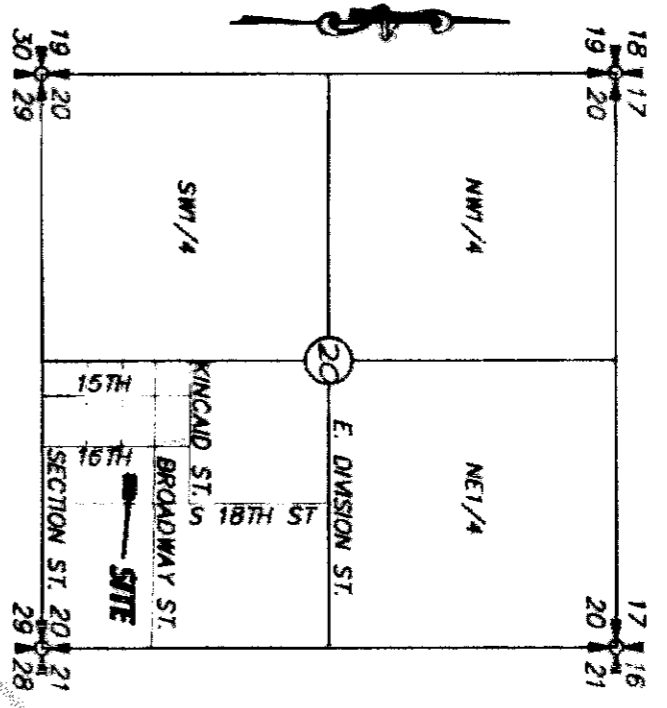 18 17
17 16
19 20
20 21
NW1/4
NE1/4
20
E. DIVISION ST.
S 18TH ST
KINCAID ST.
BROADWAY ST.
SW1/4
15TH
16TH
SITE
SECTION ST.
19 20
20 21
30 29
29 28